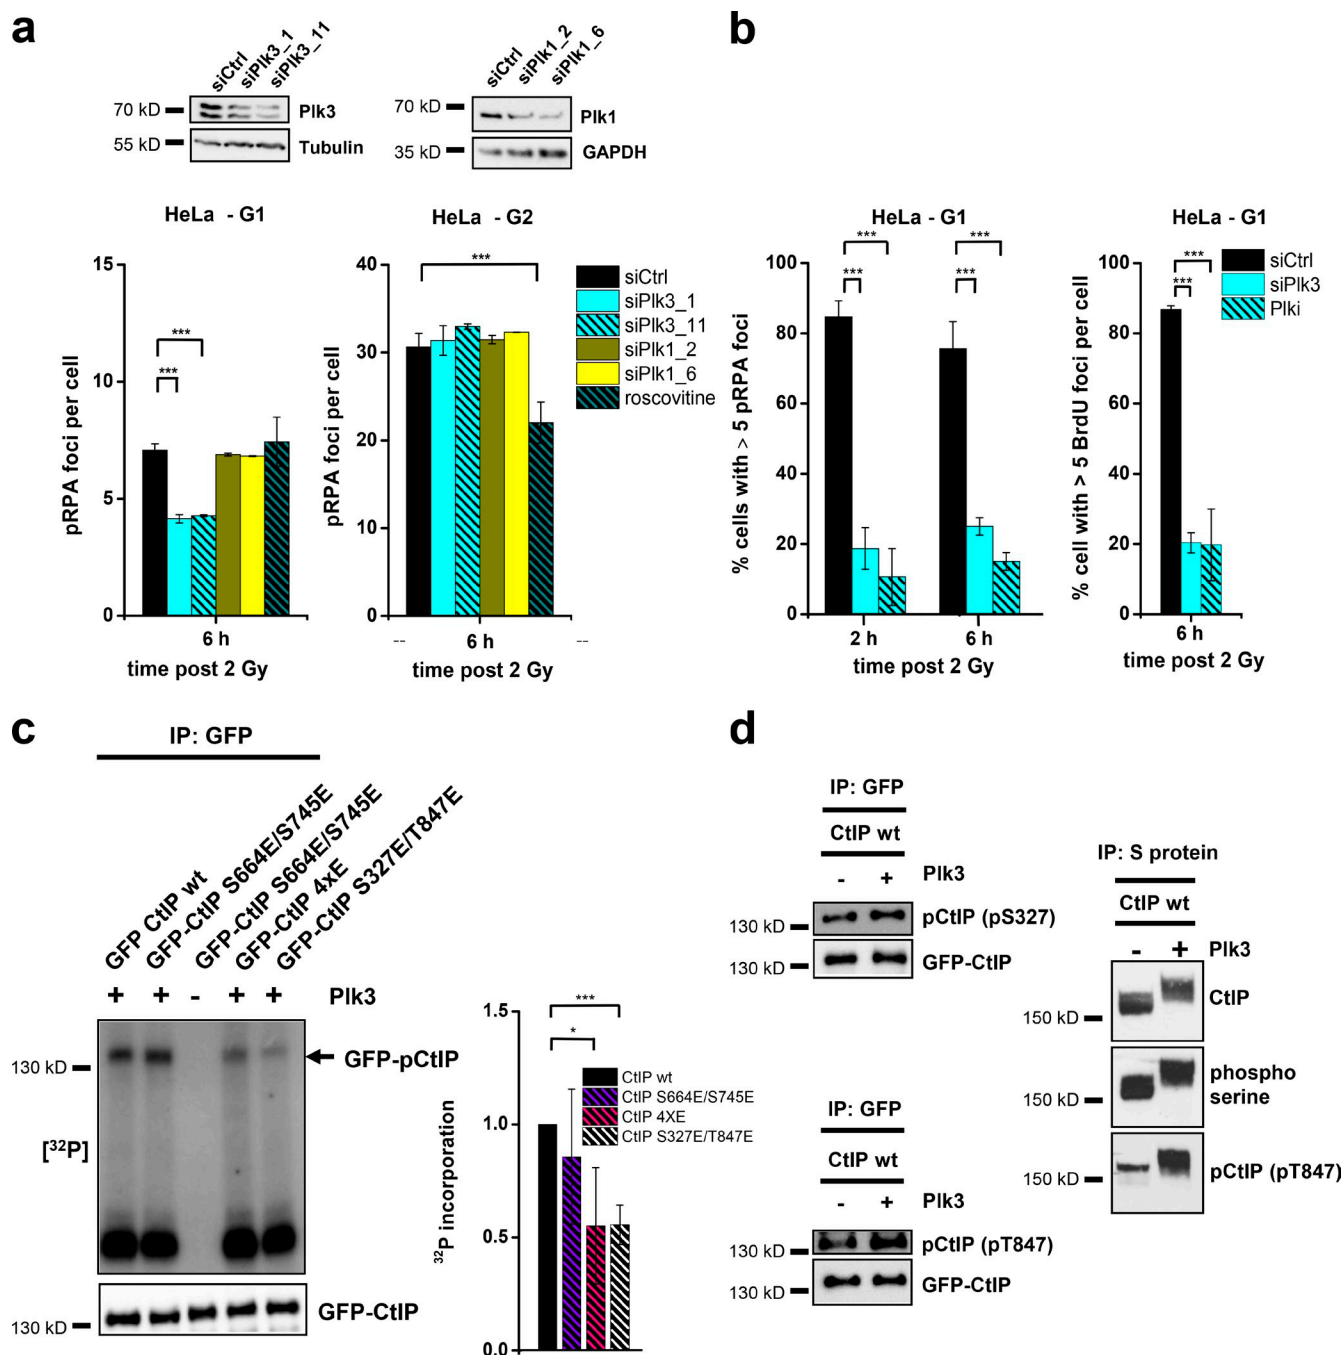 a
siCtrl
siPlk3_1
siPlk3_11
70 kD
Plk3
55 kD
Tubulin
siCtrl
siPlk1_2
siPlk1_6
70 kD
Plk1
35 kD
GAPDH
HeLa - G1
15
10
5
0
pRPA foci per cell
***
***
6 h
time post 2 Gy
HeLa - G2
40
30
20
10
0
pRPA foci per cell
***
-- 6 h --
time post 2 Gy
siCtrl
siPlk3_1
siPlk3_11
siPlk1_2
siPlk1_6
roscovitine
b
HeLa - G1
100
80
60
40
20
0
% cells with > 5 pRPA foci
***
***
***
***
2 h 6 h
time post 2 Gy
HeLa - G1
100
80
60
40
20
0
% cell with > 5 BrdU foci per cell
***
***
6 h
time post 2 Gy
siCtrl
siPlk3
Plki
c
IP: GFP
GFP CtIP wt
GFP-CtIP S664E/S745E
GFP-CtIP S664E/S745E
GFP-CtIP 4xE
GFP-CtIP S327E/T847E
+ + - + + Plk3
130 kD
GFP-pCtIP
[³²P]
130 kD
GFP-CtIP
1.5
1.0
0.5
0.0
³²P incorporation
***
*
CtIP wt
CtIP S664E/S745E
CtIP 4XE
CtIP S327E/T847E
d
IP: GFP
CtIP wt
- + Plk3
130 kD
pCtIP (pS327)
130 kD
GFP-CtIP
IP: GFP
CtIP wt
- + Plk3
130 kD
pCtIP (pT847)
130 kD
GFP-CtIP
IP: S protein
CtIP wt
- + Plk3
150 kD
CtIP
150 kD
phospho
serine
150 kD
pCtIP (pT847)